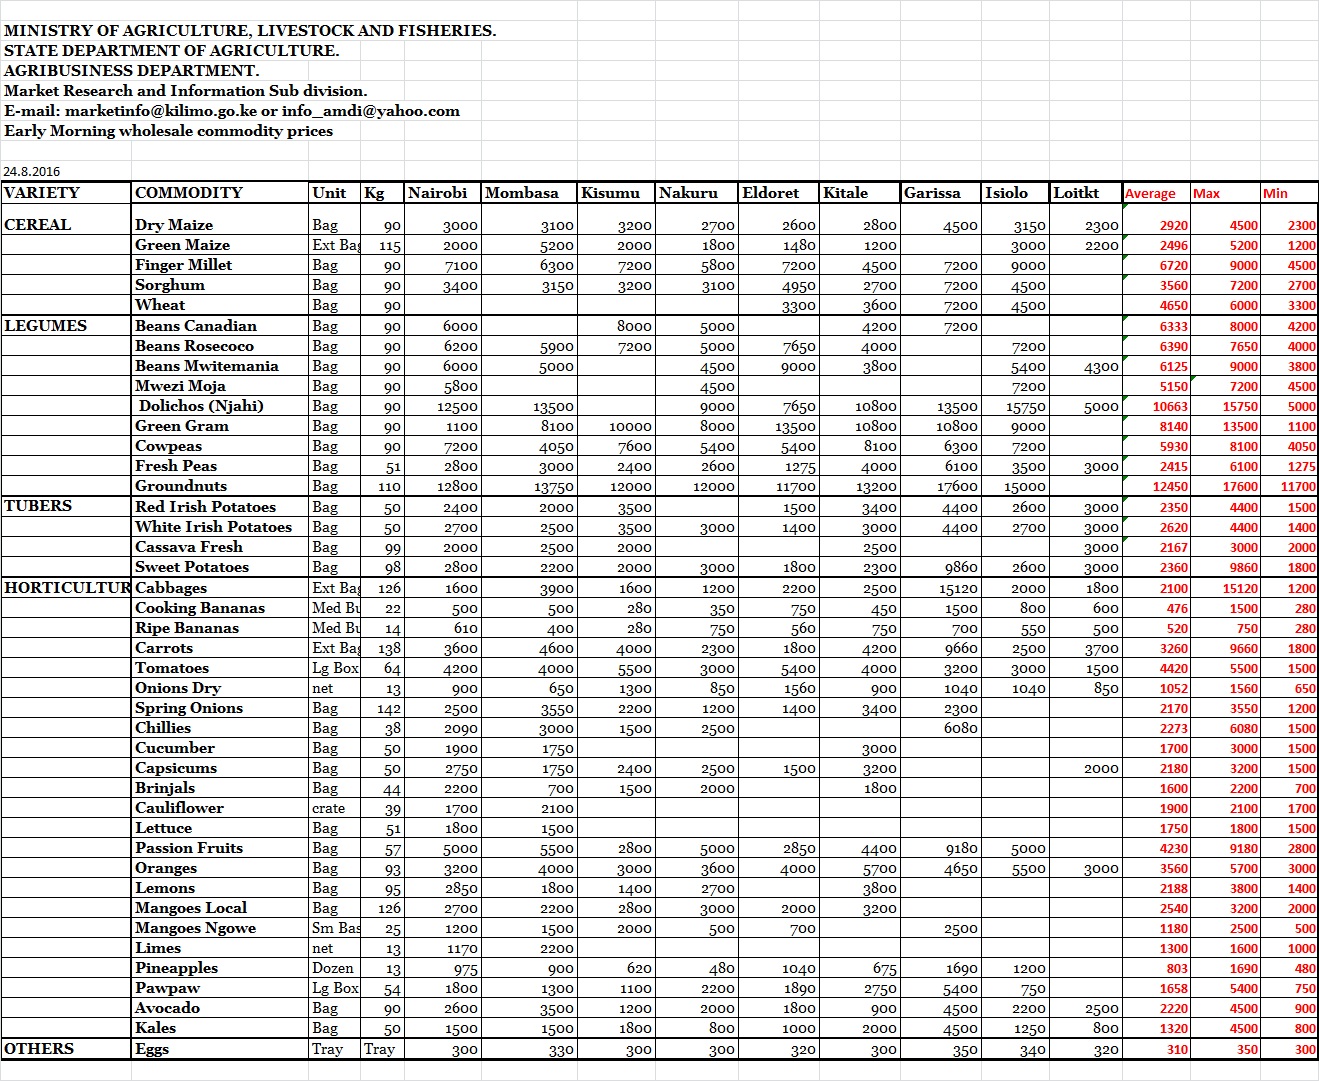 MINISTRY OF AGRICULTURE, LIVESTOCK AND FISHERIES.
STATE DEPARTMENT OF AGRICULTURE.
AGRIBUSINESS DEPARTMENT.
Market Research and Information Sub division.
E-mail: marketinfo@kilimo.go.ke or info_amdi@yahoo.com
Early Morning wholesale commodity prices
24.8.2016
VARIETY COMMODITY Unit Kg Nairobi Mombasa Kisumu Nakuru Eldoret Kitale Garissa Isiolo Loitkt Average Max Min
CEREAL Dry Maize Bag 90 3000 3100 3200 2700 2600 2800 4500 3150 2300 2920 4500 2300
Green Maize Ext Bag 115 2000 5200 2000 1800 1480 1200 3000 2200 2496 5200 1200
Finger Millet Bag 90 7100 6300 7200 5800 7200 4500 7200 9000 6720 9000 4500
Sorghum Bag 90 3400 3150 3200 3100 4950 2700 7200 4500 3560 7200 2700
Wheat Bag 90 3300 3600 7200 4500 4650 6000 3300
LEGUMES Beans Canadian Bag 90 6000 8000 5000 4200 7200 6333 8000 4200
Beans Rosecoco Bag 90 6200 5900 7200 5000 7650 4000 7200 6390 7650 4000
Beans Mwitemania Bag 90 6000 5000 4500 9000 3800 5400 4300 6125 9000 3800
Mwezi Moja Bag 90 5800 4500 7200 5150 7200 4500
Dolichos (Njahi) Bag 90 12500 13500 9000 7650 10800 13500 15750 5000 10663 15750 5000
Green Gram Bag 90 1100 8100 10000 8000 13500 10800 10800 9000 8140 13500 1100
Cowpeas Bag 90 7200 4050 7600 5400 5400 8100 6300 7200 5930 8100 4050
Fresh Peas Bag 51 2800 3000 2400 2600 1275 4000 6100 3500 3000 2415 6100 1275
Groundnuts Bag 110 12800 13750 12000 12000 11700 13200 17600 15000 12450 17600 11700
TUBERS Red Irish Potatoes Bag 50 2400 2000 3500 1500 3400 4400 2600 3000 2350 4400 1500
White Irish Potatoes Bag 50 2700 2500 3500 3000 1400 3000 4400 2700 3000 2620 4400 1400
Cassava Fresh Bag 99 2000 2500 2000 2500 3000 2167 3000 2000
Sweet Potatoes Bag 98 2800 2200 2000 3000 1800 2300 9860 2600 3000 2360 9860 1800
HORTICULTUR Cabbages Ext Bag 126 1600 3900 1600 1200 2200 2500 15120 2000 1800 2100 15120 1200
Cooking Bananas Med Bu 22 500 500 280 350 750 450 1500 800 600 476 1500 280
Ripe Bananas Med Bu 14 610 400 280 750 560 750 700 550 500 520 750 280
Carrots Ext Bag 138 3600 4600 4000 2300 1800 4200 9660 2500 3700 3260 9660 1800
Tomatoes Lg Box 64 4200 4000 5500 3000 5400 4000 3200 3000 1500 4420 5500 1500
Onions Dry net 13 900 650 1300 850 1560 900 1040 1040 850 1052 1560 650
Spring Onions Bag 142 2500 3550 2200 1200 1400 3400 2300 2170 3550 1200
Chillies Bag 38 2090 3000 1500 2500 6080 2273 6080 1500
Cucumber Bag 50 1900 1750 3000 1700 3000 1500
Capsicums Bag 50 2750 1750 2400 2500 1500 3200 2000 2180 3200 1500
Brinjals Bag 44 2200 700 1500 2000 1800 1600 2200 700
Cauliflower crate 39 1700 2100 1900 2100 1700
Lettuce Bag 51 1800 1500 1750 1800 1500
Passion Fruits Bag 57 5000 5500 2800 5000 2850 4400 9180 5000 4230 9180 2800
Oranges Bag 93 3200 4000 3000 3600 4000 5700 4650 5500 3000 3560 5700 3000
Lemons Bag 95 2850 1800 1400 2700 3800 2188 3800 1400
Mangoes Local Bag 126 2700 2200 2800 3000 2000 3200 2540 3200 2000
Mangoes Ngowe Sm Bas 25 1200 1500 2000 500 700 2500 1180 2500 500
Limes net 13 1170 2200 1300 1600 1000
Pineapples Dozen 13 975 900 620 480 1040 675 1690 1200 803 1690 480
Pawpaw Lg Box 54 1800 1300 1100 2200 1890 2750 5400 750 1658 5400 750
Avocado Bag 90 2600 3500 1200 2000 1800 900 4500 2200 2500 2220 4500 900
Kales Bag 50 1500 1500 1800 800 1000 2000 4500 1250 800 1320 4500 800
OTHERS Eggs Tray Tray 300 330 300 300 320 300 350 340 320 310 350 300